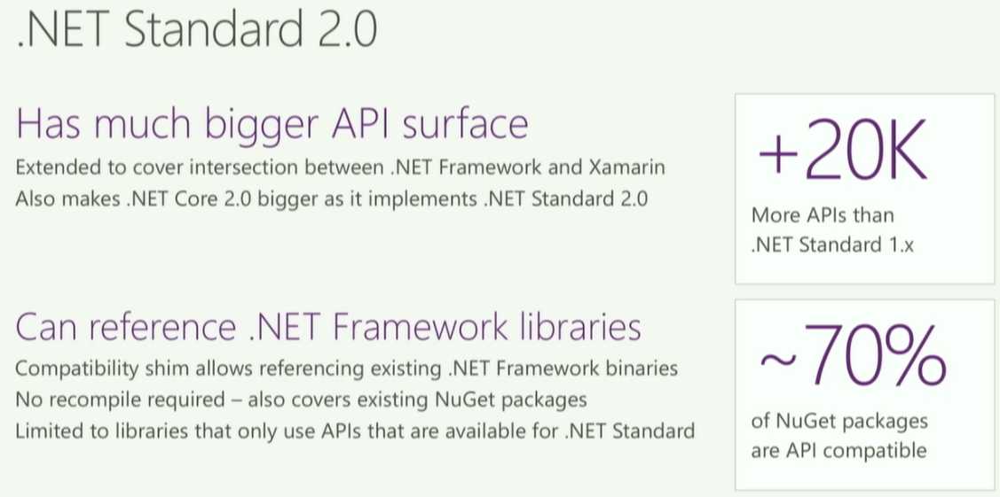 .NET Standard 2.0
Has much bigger API surface
Extended to cover intersection between .NET Framework and Xamarin
Also makes .NET Core 2.0 bigger as it implements .NET Standard 2.0
+20K
More APIs than
.NET Standard 1.x
Can reference .NET Framework libraries
Compatibility shim allows referencing existing .NET Framework binaries
No recompile required – also covers existing NuGet packages
Limited to libraries that only use APIs that are available for .NET Standard
~70%
of NuGet packages
are API compatible